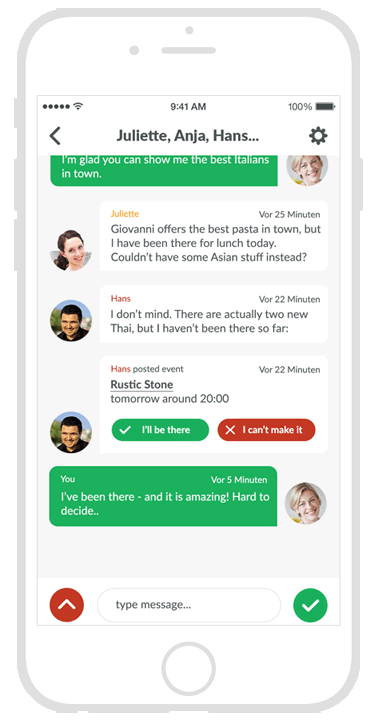 9:41 AM
100%
Juliette, Anja, Hans...
I'm glad you can show me the best Italians
in town.
Juliette Vor 25 Minuten
Giovanni offers the best pasta in town, but
I have been there for lunch today.
Couldn't have some Asian stuff instead?
Hans Vor 22 Minuten
I don't mind. There are actually two new
Thai, but I haven't been there so far:
Hans posted event Vor 22 Minuten
Rustic Stone
tomorrow around 20:00
I'll be there
I can't make it
You Vor 5 Minuten
I've been there - and it is amazing! Hard to
decide..
type message...